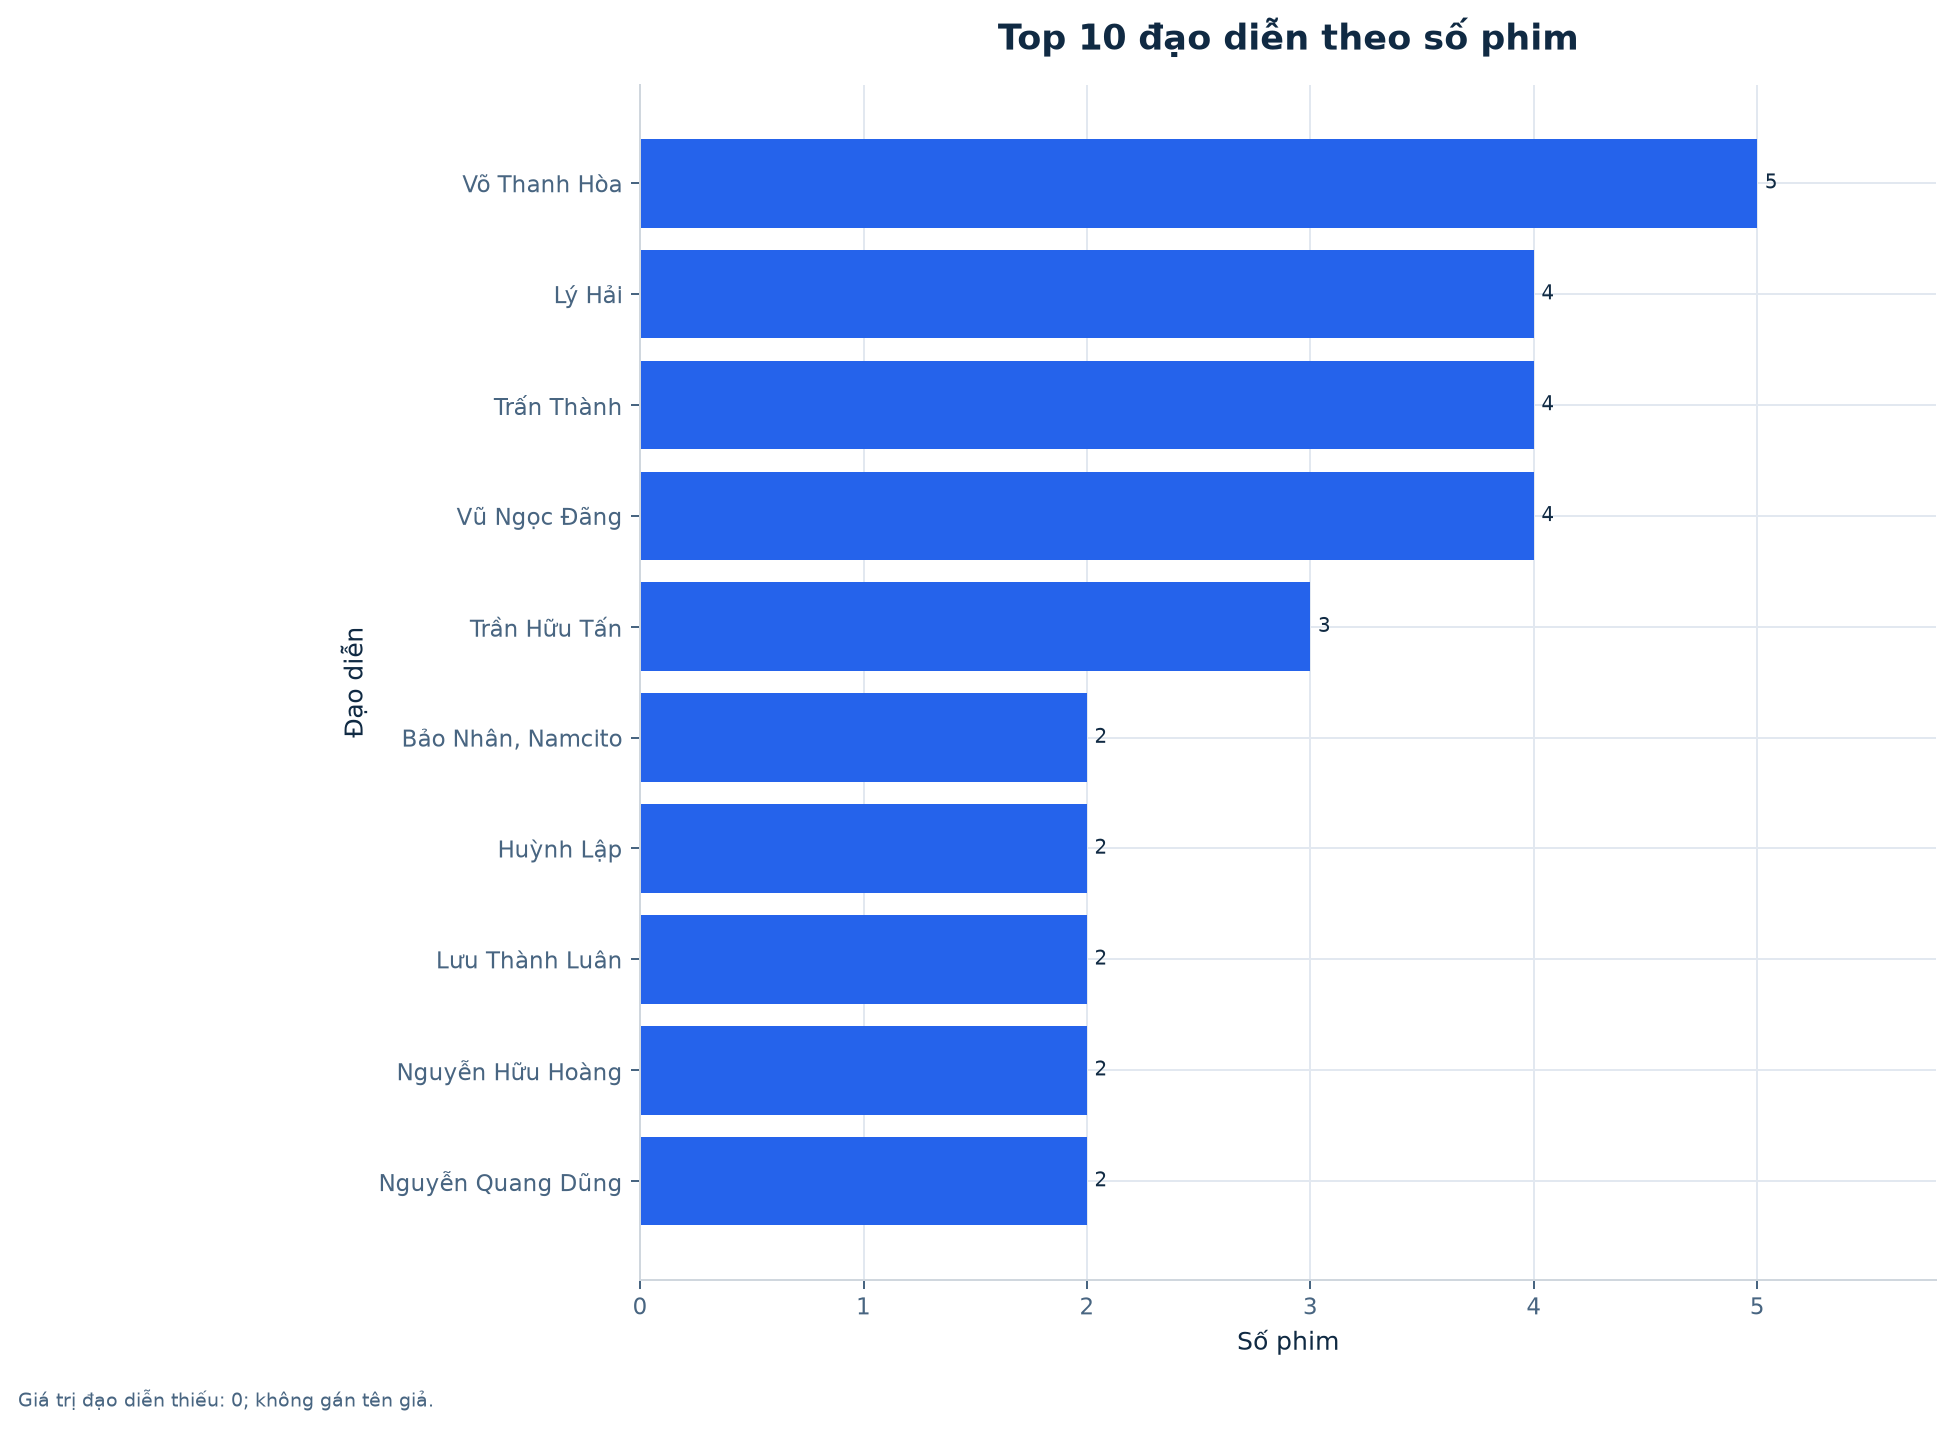 Top 10 đạo diễn theo số phim
Đạo diễn
Võ Thanh Hòa 5
Lý Hải 4
Trấn Thành 4
Vũ Ngọc Đãng 4
Trần Hữu Tấn 3
Bảo Nhân, Namcito 2
Huỳnh Lập 2
Lưu Thành Luân 2
Nguyễn Hữu Hoàng 2
Nguyễn Quang Dũng 2
0 1 2 3 4 5
Số phim
Giá trị đạo diễn thiếu: 0; không gán tên giả.